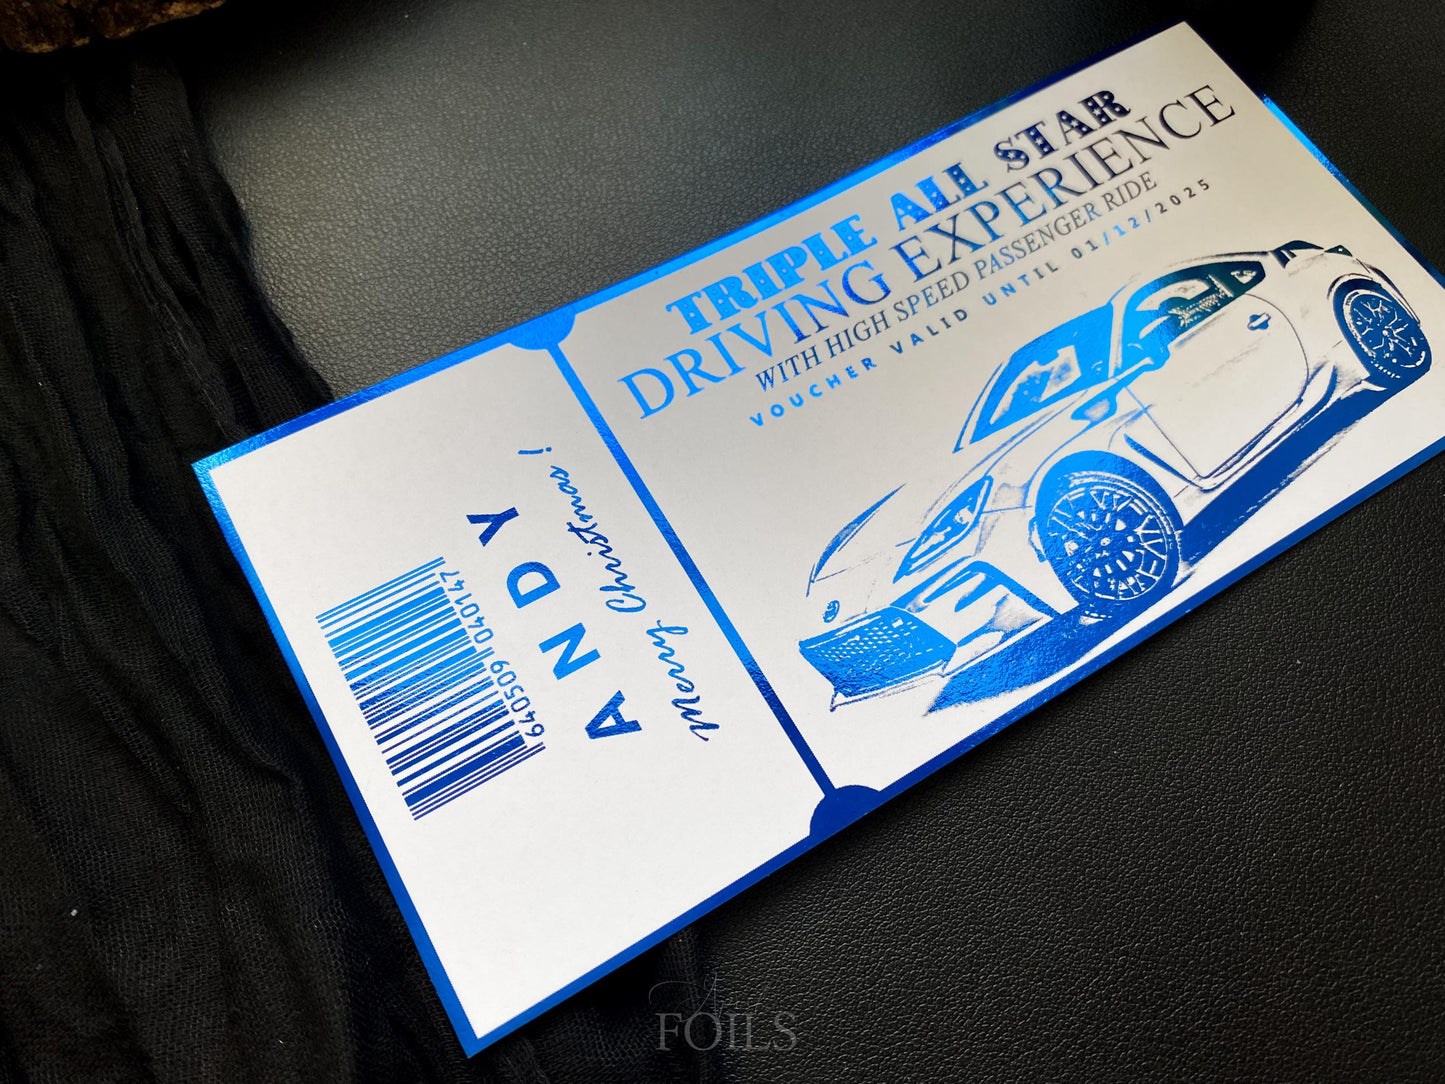 TRIPLE ALL STAR
DRIVING EXPERIENCE
WITH HIGH SPEED PASSENGER RIDE
VOUCHER VALID UNTIL 01/12/2025
ANDY
Merry Christmas!
640509 040147
FOILS